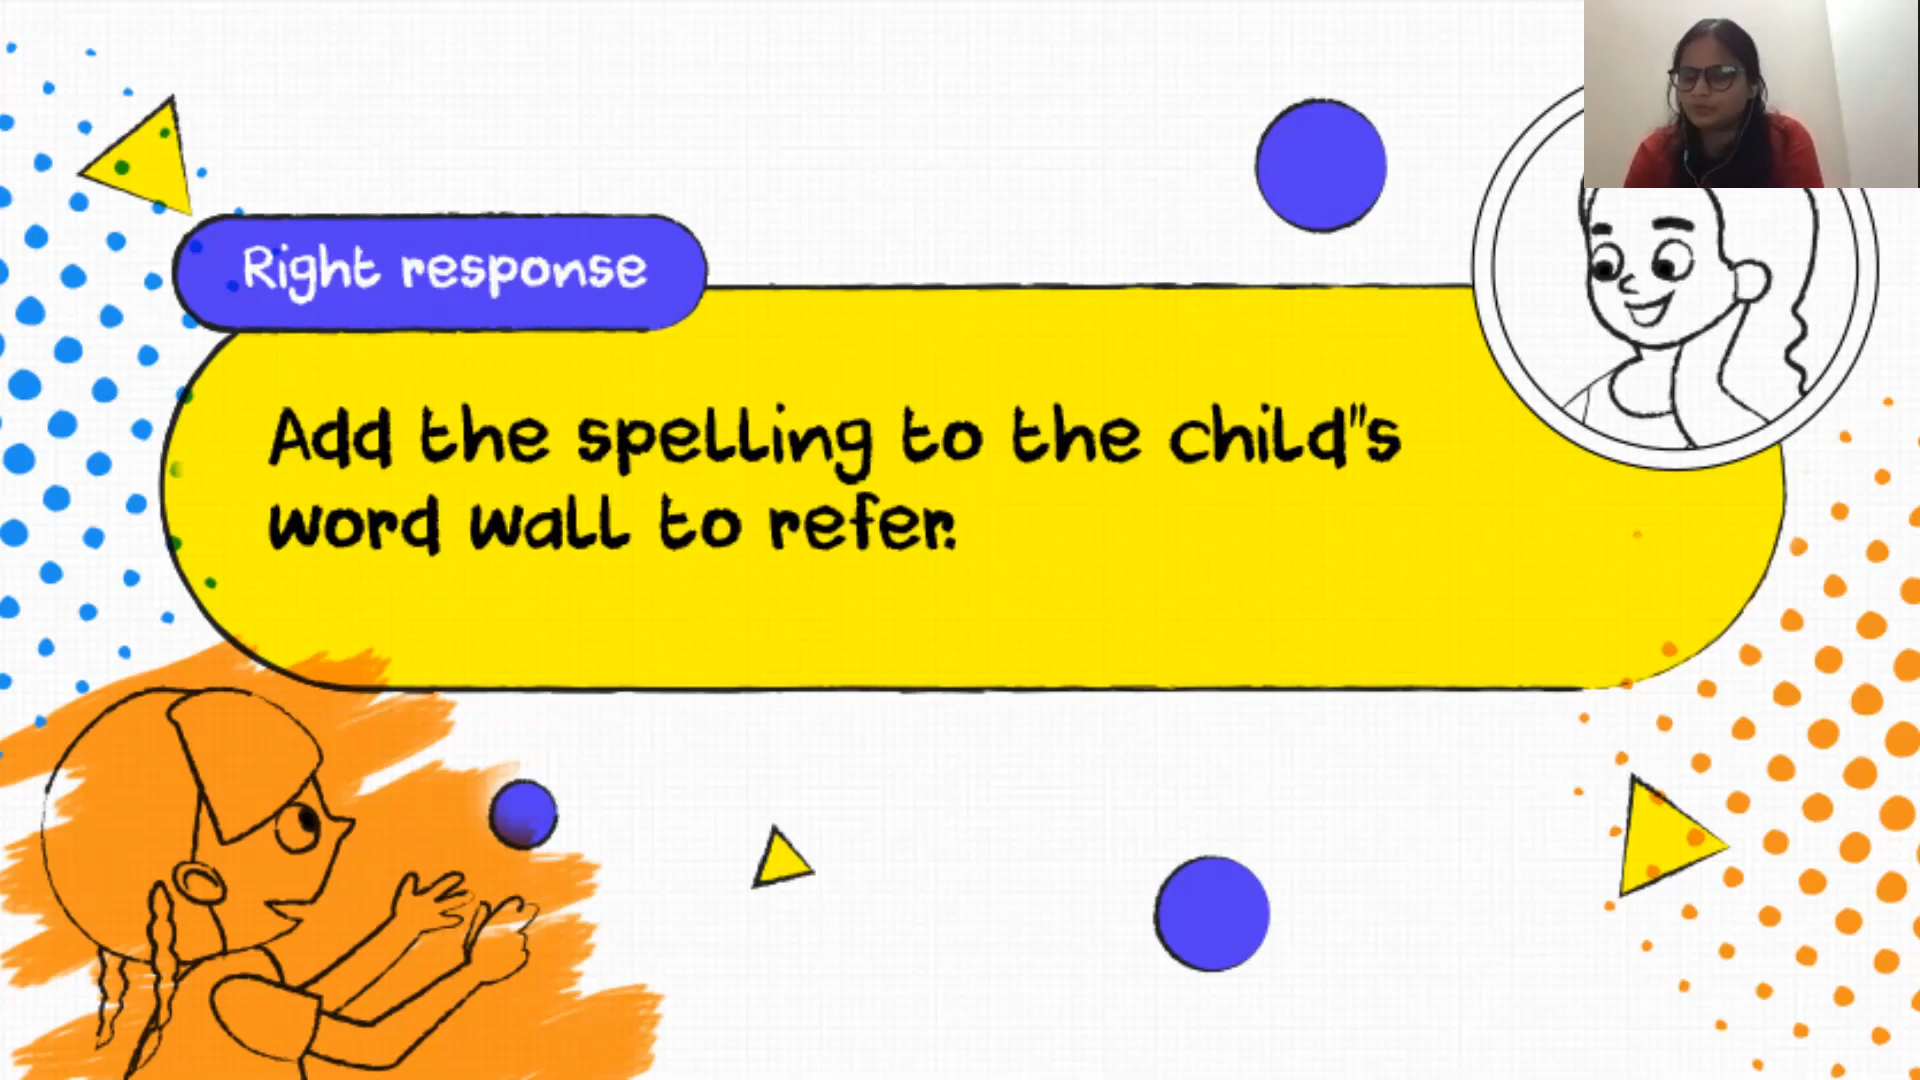 Right response
Add the spelling to the child"s
word wall to refer.